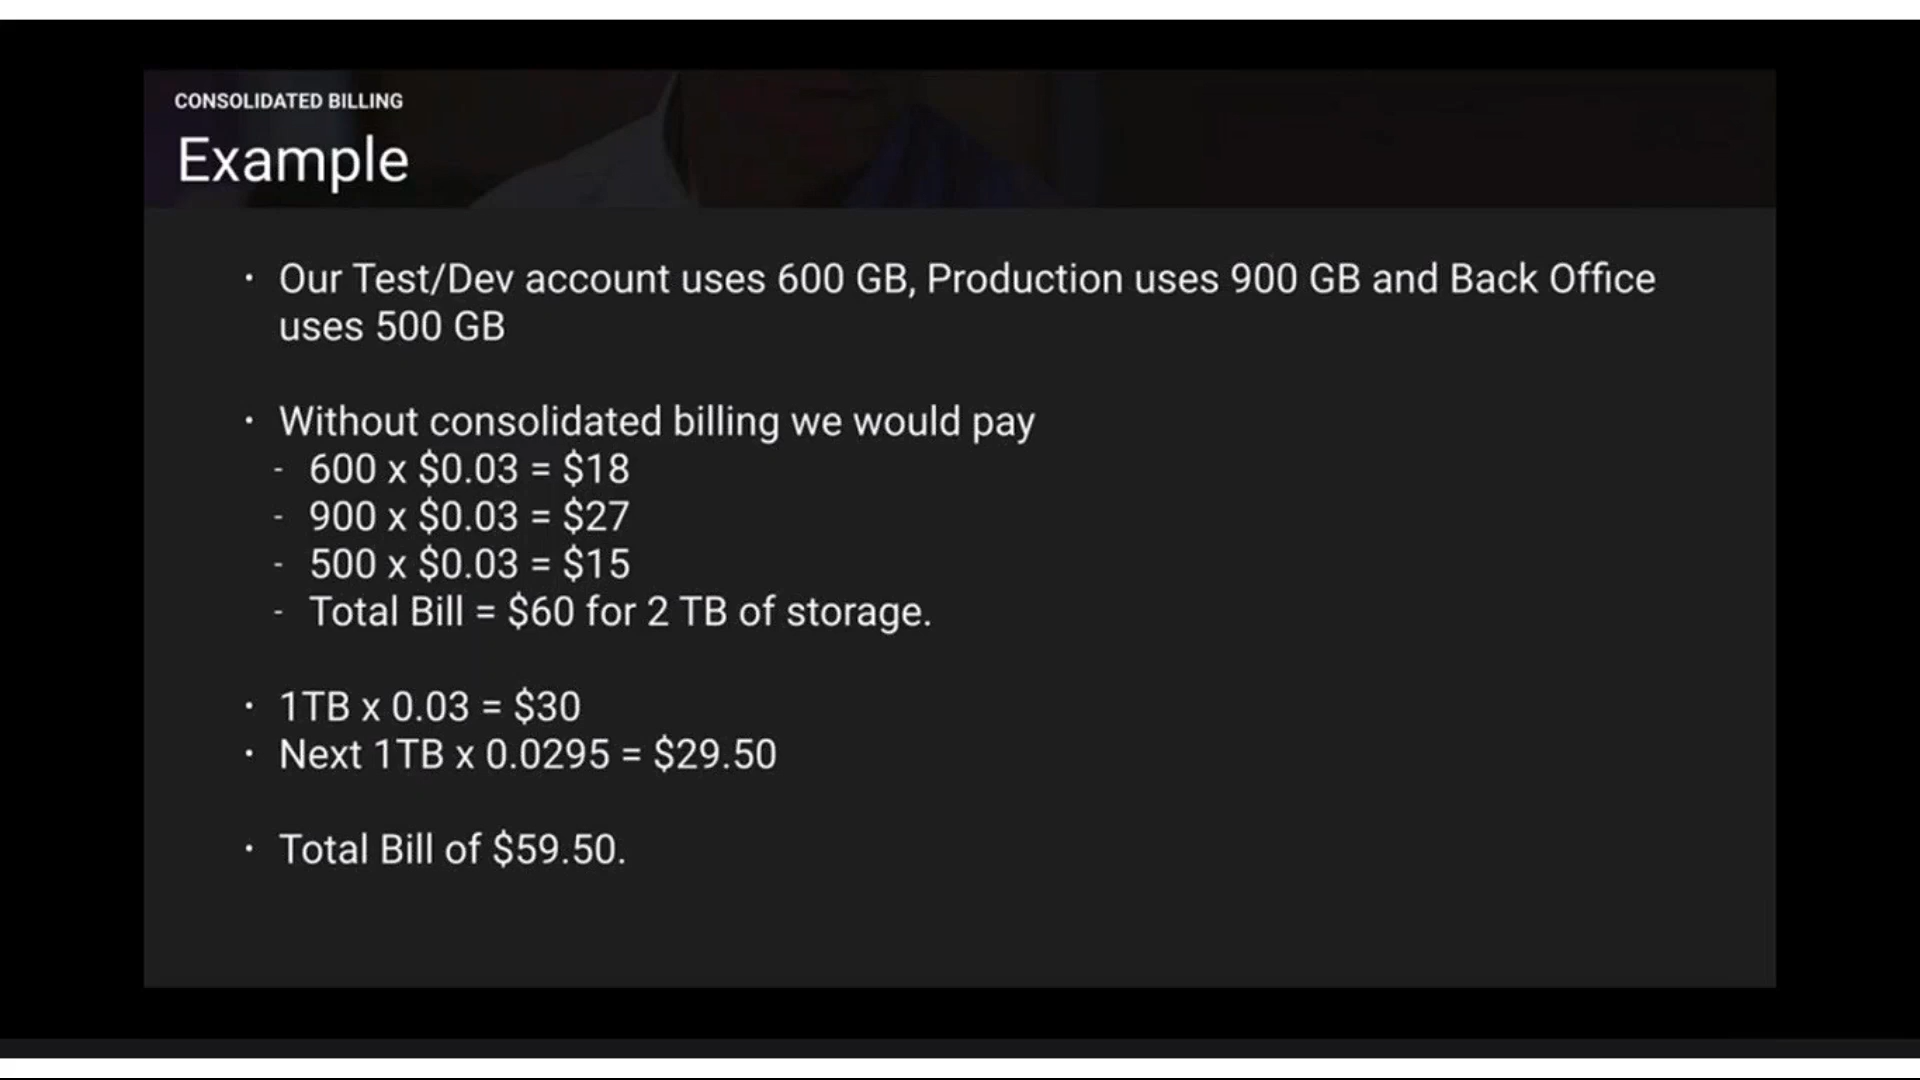 CONSOLIDATED BILLING
Example
• Our Test/Dev account uses 600 GB, Production uses 900 GB and Back Office
uses 500 GB
• Without consolidated billing we would pay
- 600 x $0.03 = $18
- 900 x $0.03 = $27
- 500 x $0.03 = $15
- Total Bill = $60 for 2 TB of storage.
• 1TB x 0.03 = $30
• Next 1TB x 0.0295 = $29.50
• Total Bill of $59.50.